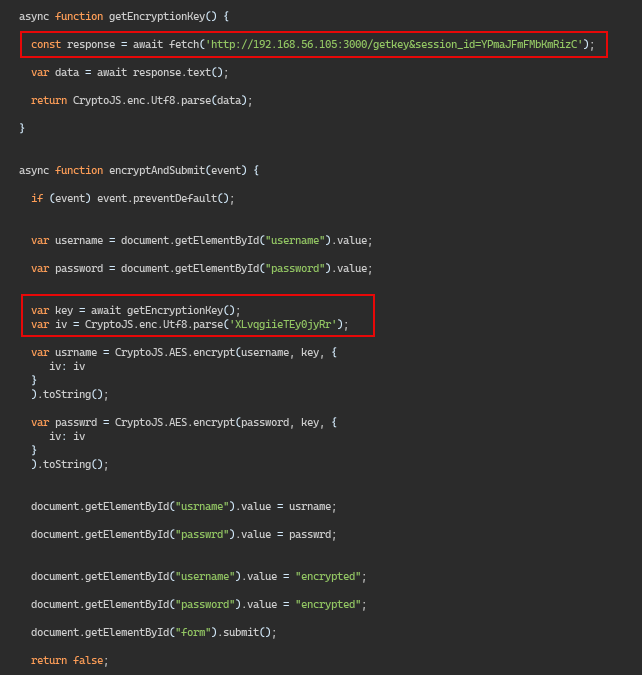 async function getEncryptionKey() {
const response = await fetch('http://192.168.56.105:3000/getkey&session_id=YPmaJFmFMbKmRizC');
var data = await response.text();
return CryptoJS.enc.Utf8.parse(data);
}
async function encryptAndSubmit(event) {
if (event) event.preventDefault();
var username = document.getElementById("username").value;
var password = document.getElementById("password").value;
var key = await getEncryptionKey();
var iv = CryptoJS.enc.Utf8.parse('XLvqgiieTEy0jyRr');
var usrname = CryptoJS.AES.encrypt(username, key, {
iv: iv
}
).toString();
var passwrd = CryptoJS.AES.encrypt(password, key, {
iv: iv
}
).toString();
document.getElementById("usrname").value = usrname;
document.getElementById("passwrd").value = passwrd;
document.getElementById("username").value = "encrypted";
document.getElementById("password").value = "encrypted";
document.getElementById("form").submit();
return false;